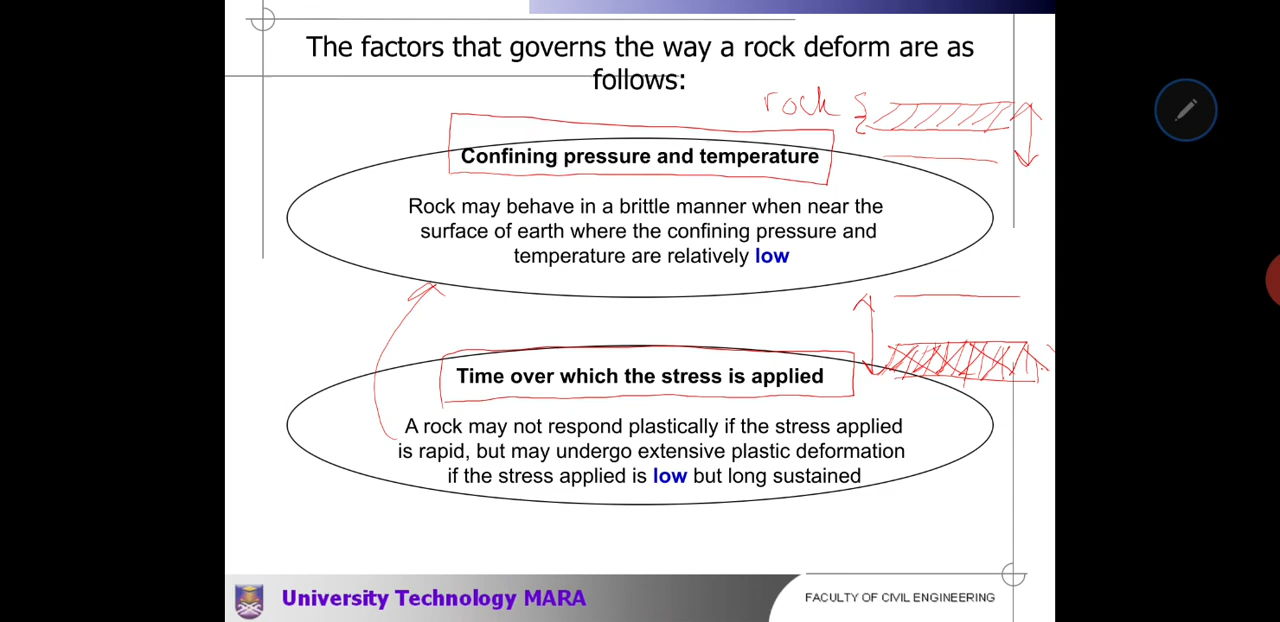 The factors that governs the way a rock deform are as
follows:
rock
Confining pressure and temperature
Rock may behave in a brittle manner when near the
surface of earth where the confining pressure and
temperature are relatively low
Time over which the stress is applied
A rock may not respond plastically if the stress applied
is rapid, but may undergo extensive plastic deformation
if the stress applied is low but long sustained
University Technology MARA
FACULTY OF CIVIL ENGINEERING